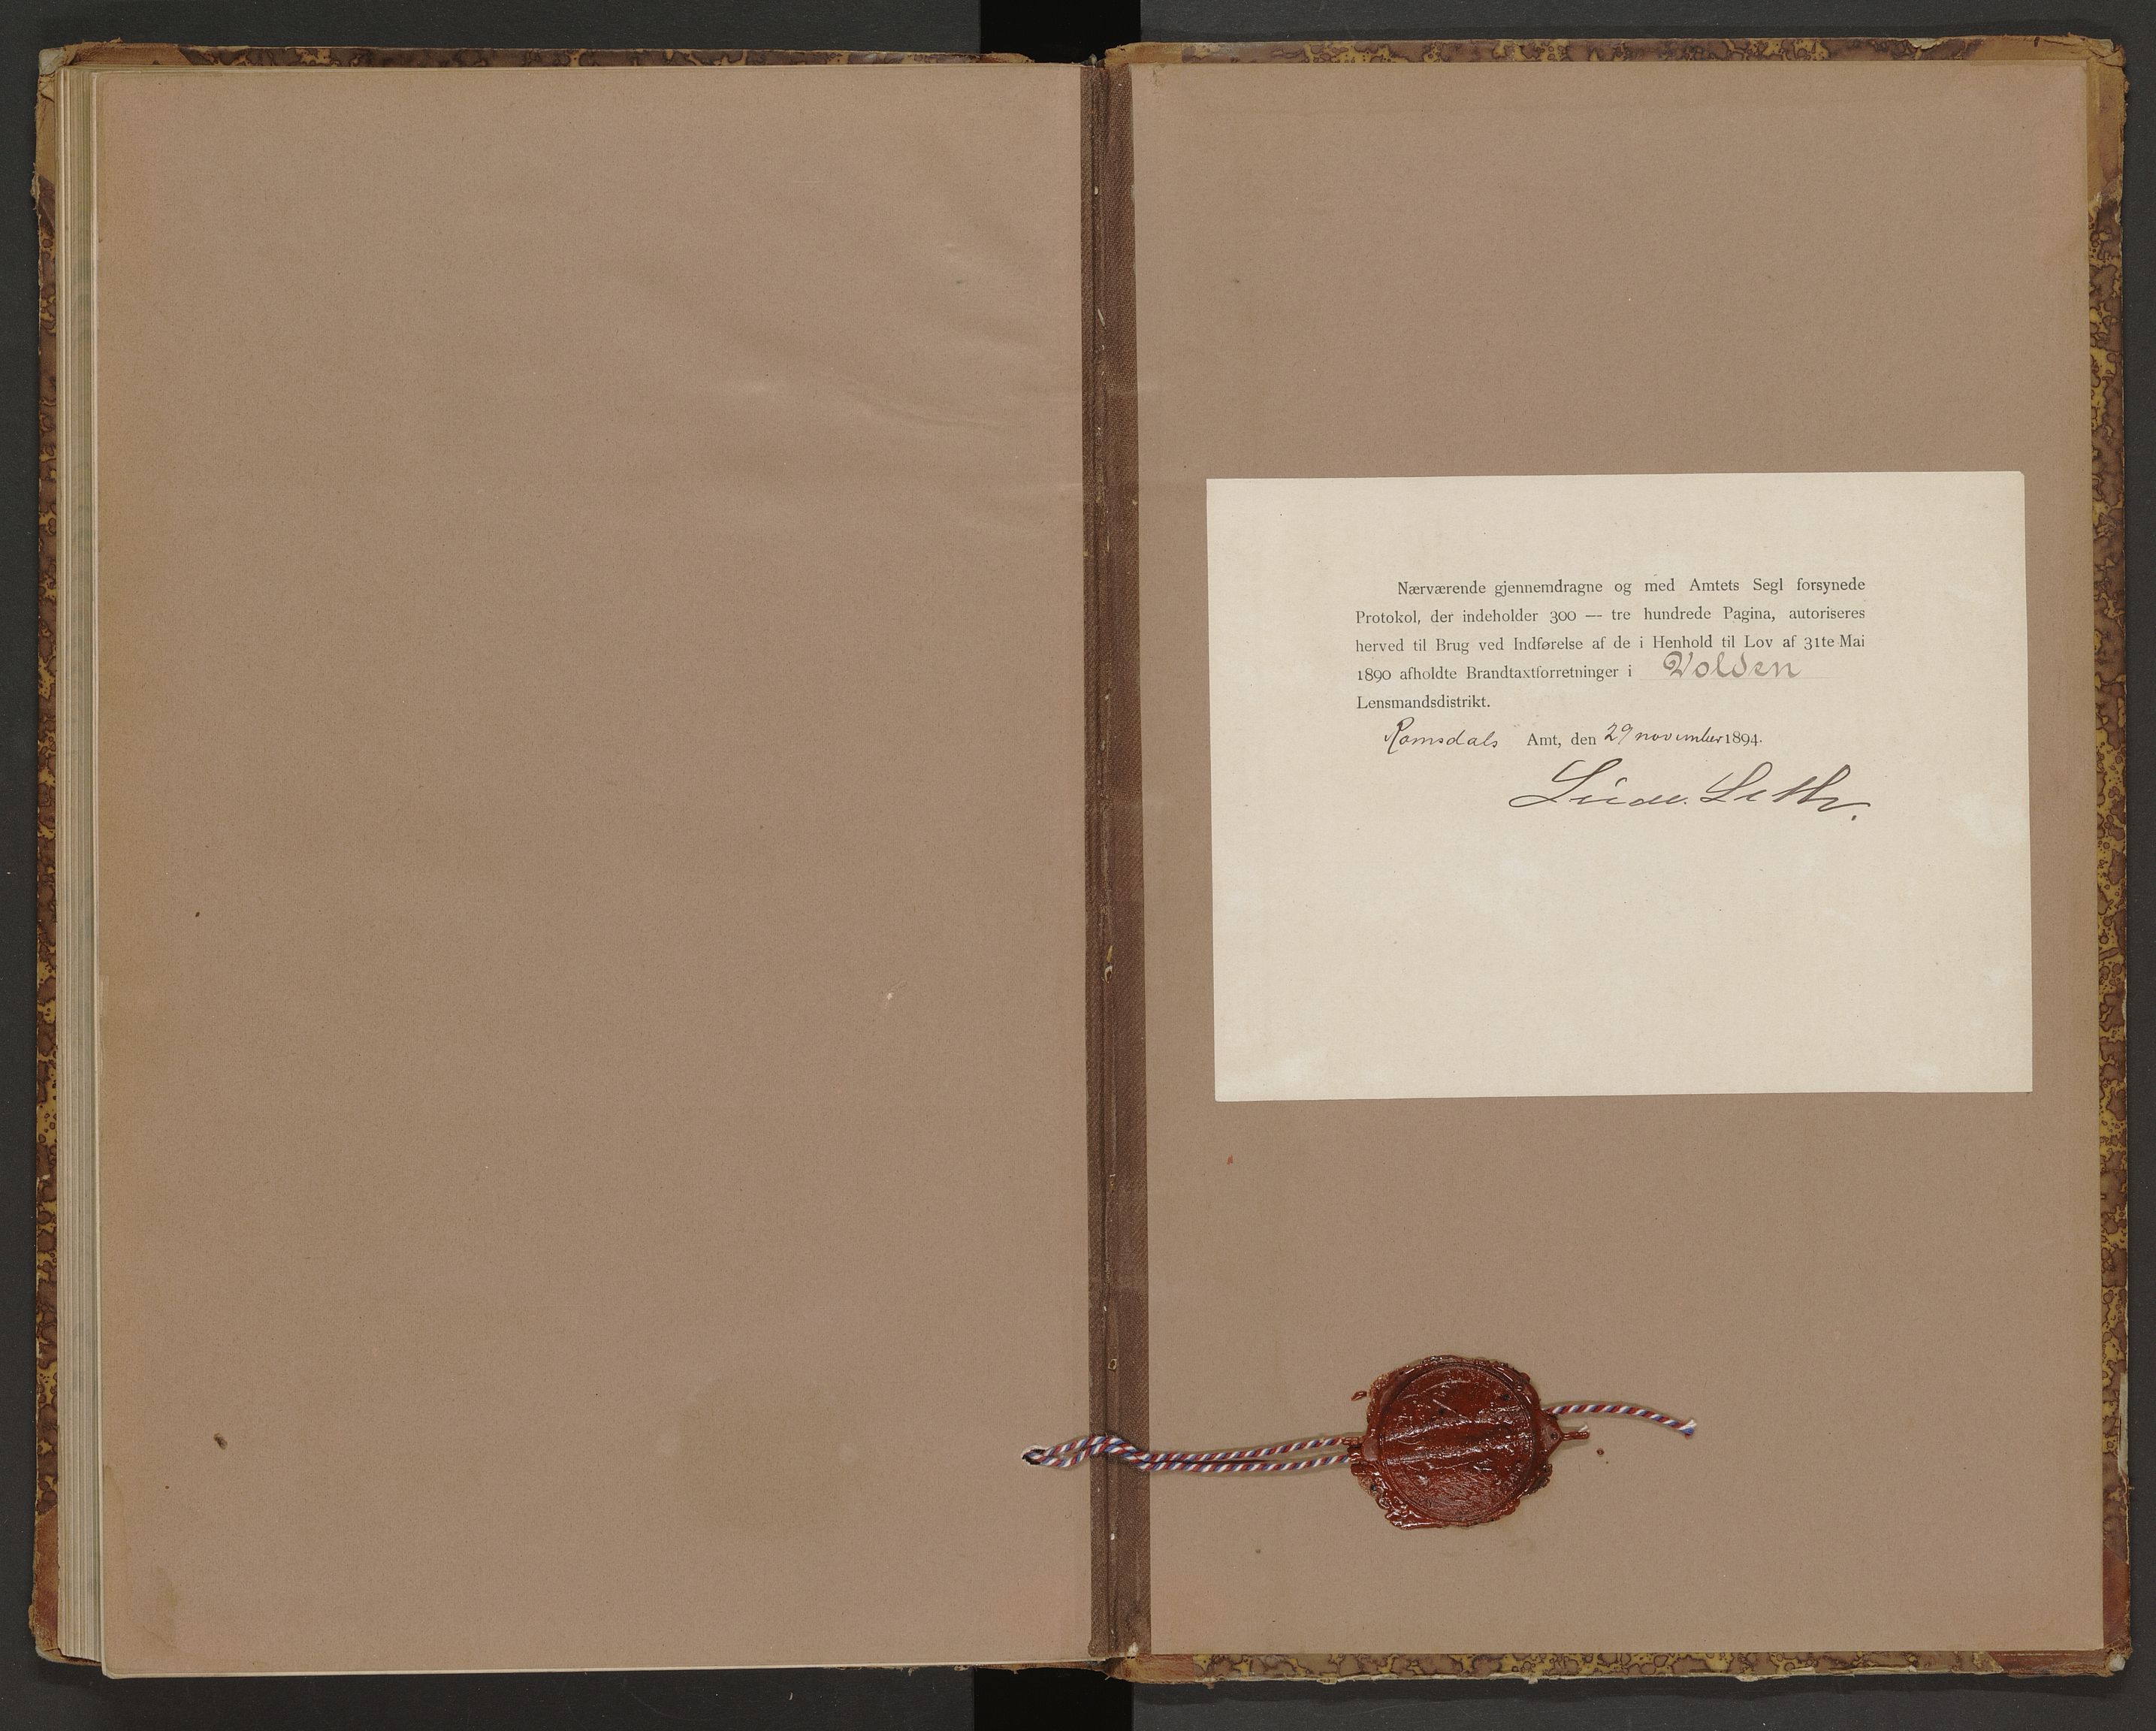 Nærværende gjennemdragne og med Amtets Segl forsynede
Protokol, der indeholder 300 — tre hundrede Pagina, autoriseres
herved til Brug ved Indførelse af de i Henhold til Lov af 31te Mai
1890 afholdte Brandtaxtforretninger i Volden
Lensmandsdistrikt.
Romsdals Amt, den 29 november 1894.
Leth.